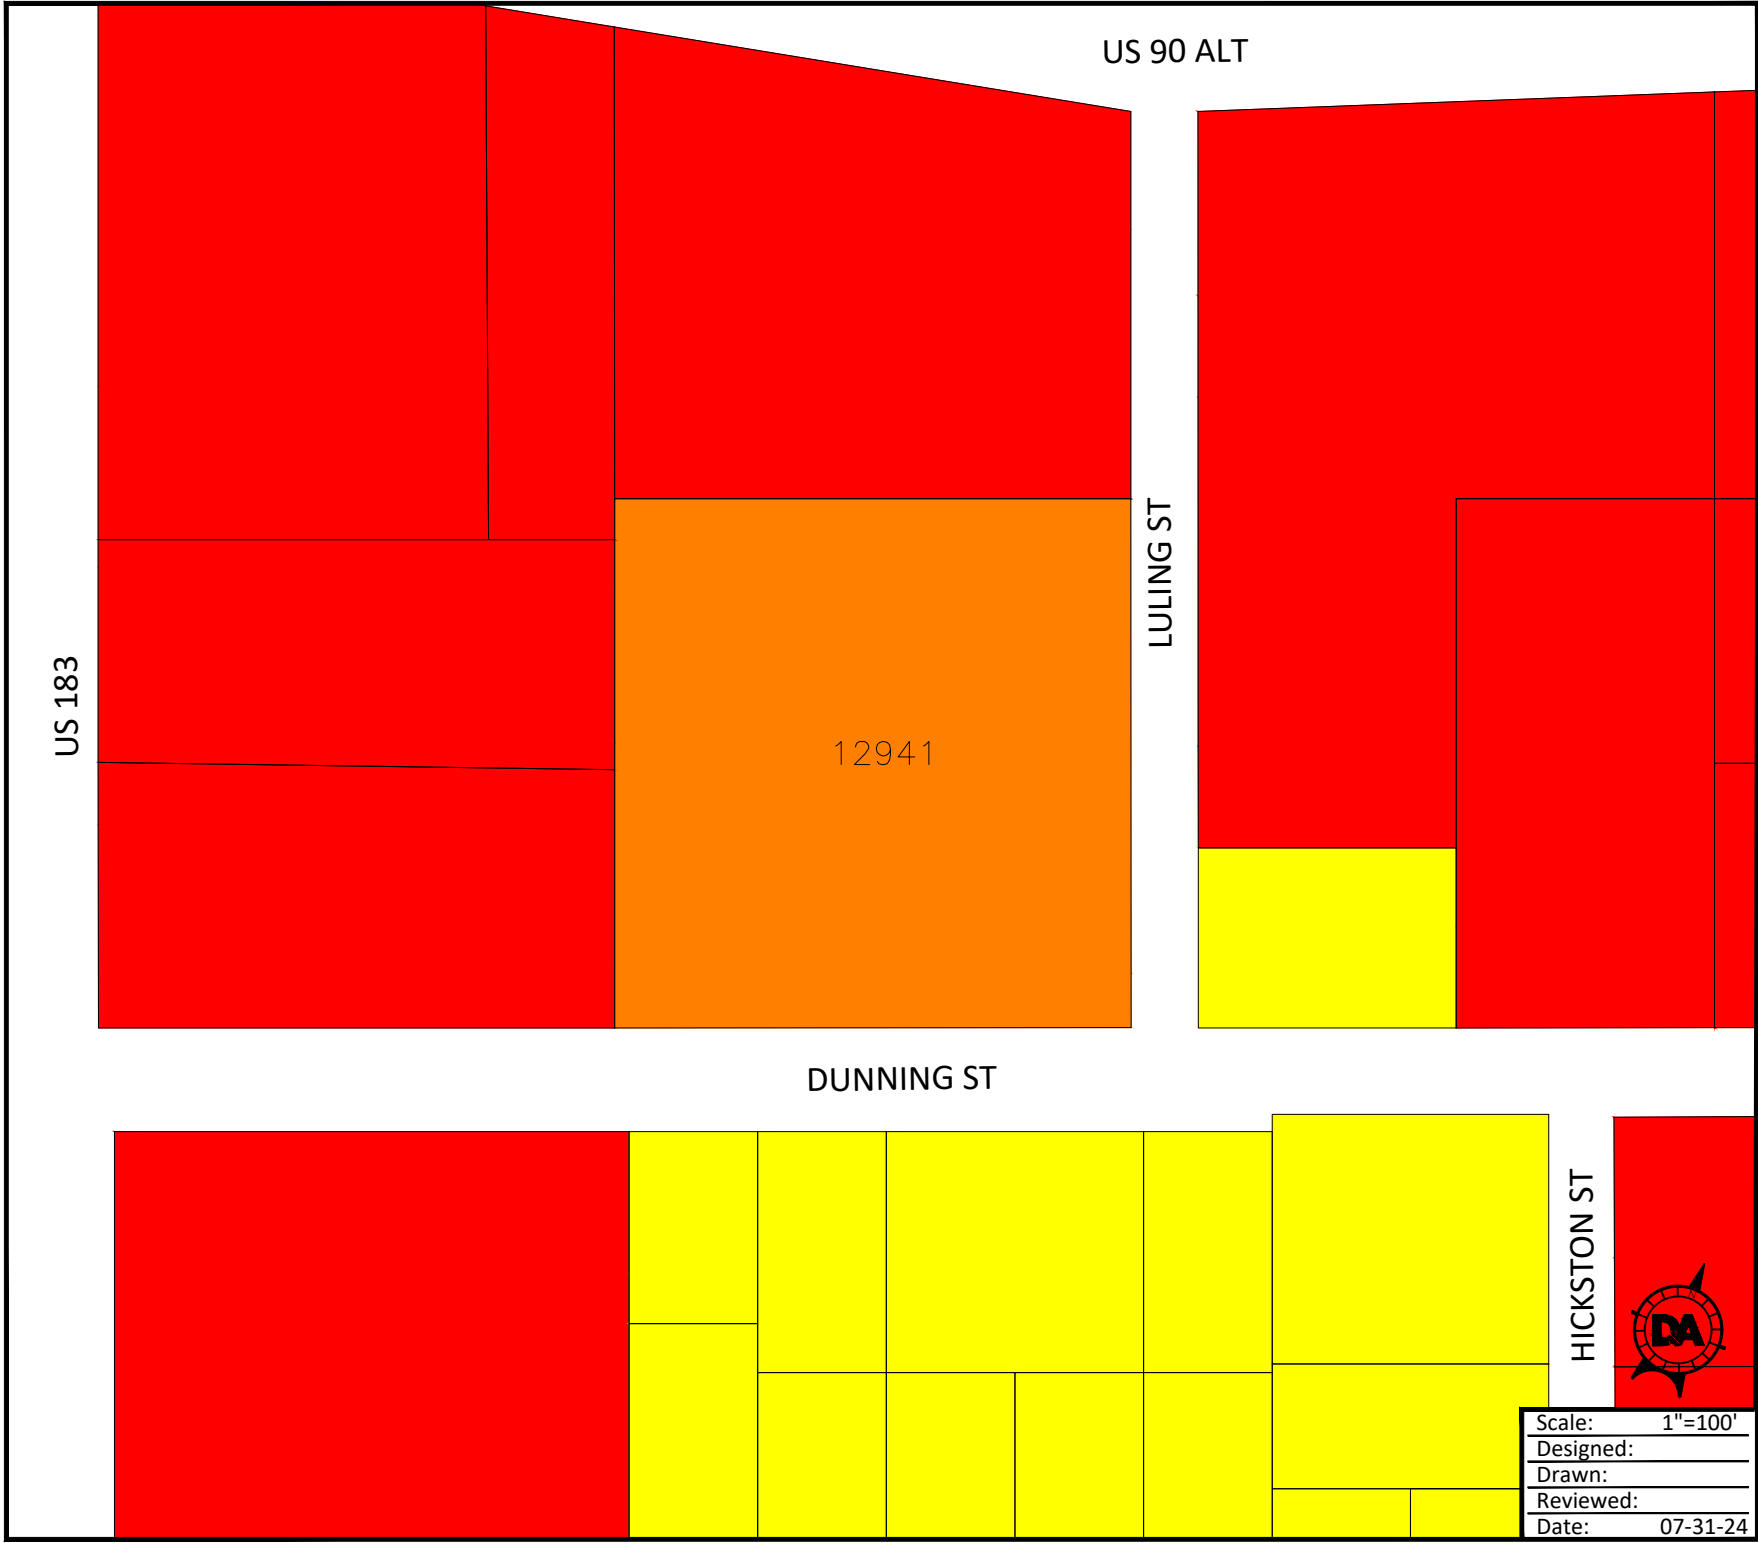 US 90 ALT
LULING ST
US 183
12941
DUNNING ST
HICKSTON ST
D&A
Scale: 1"=100'
Designed:
Drawn:
Reviewed:
Date: 07-31-24